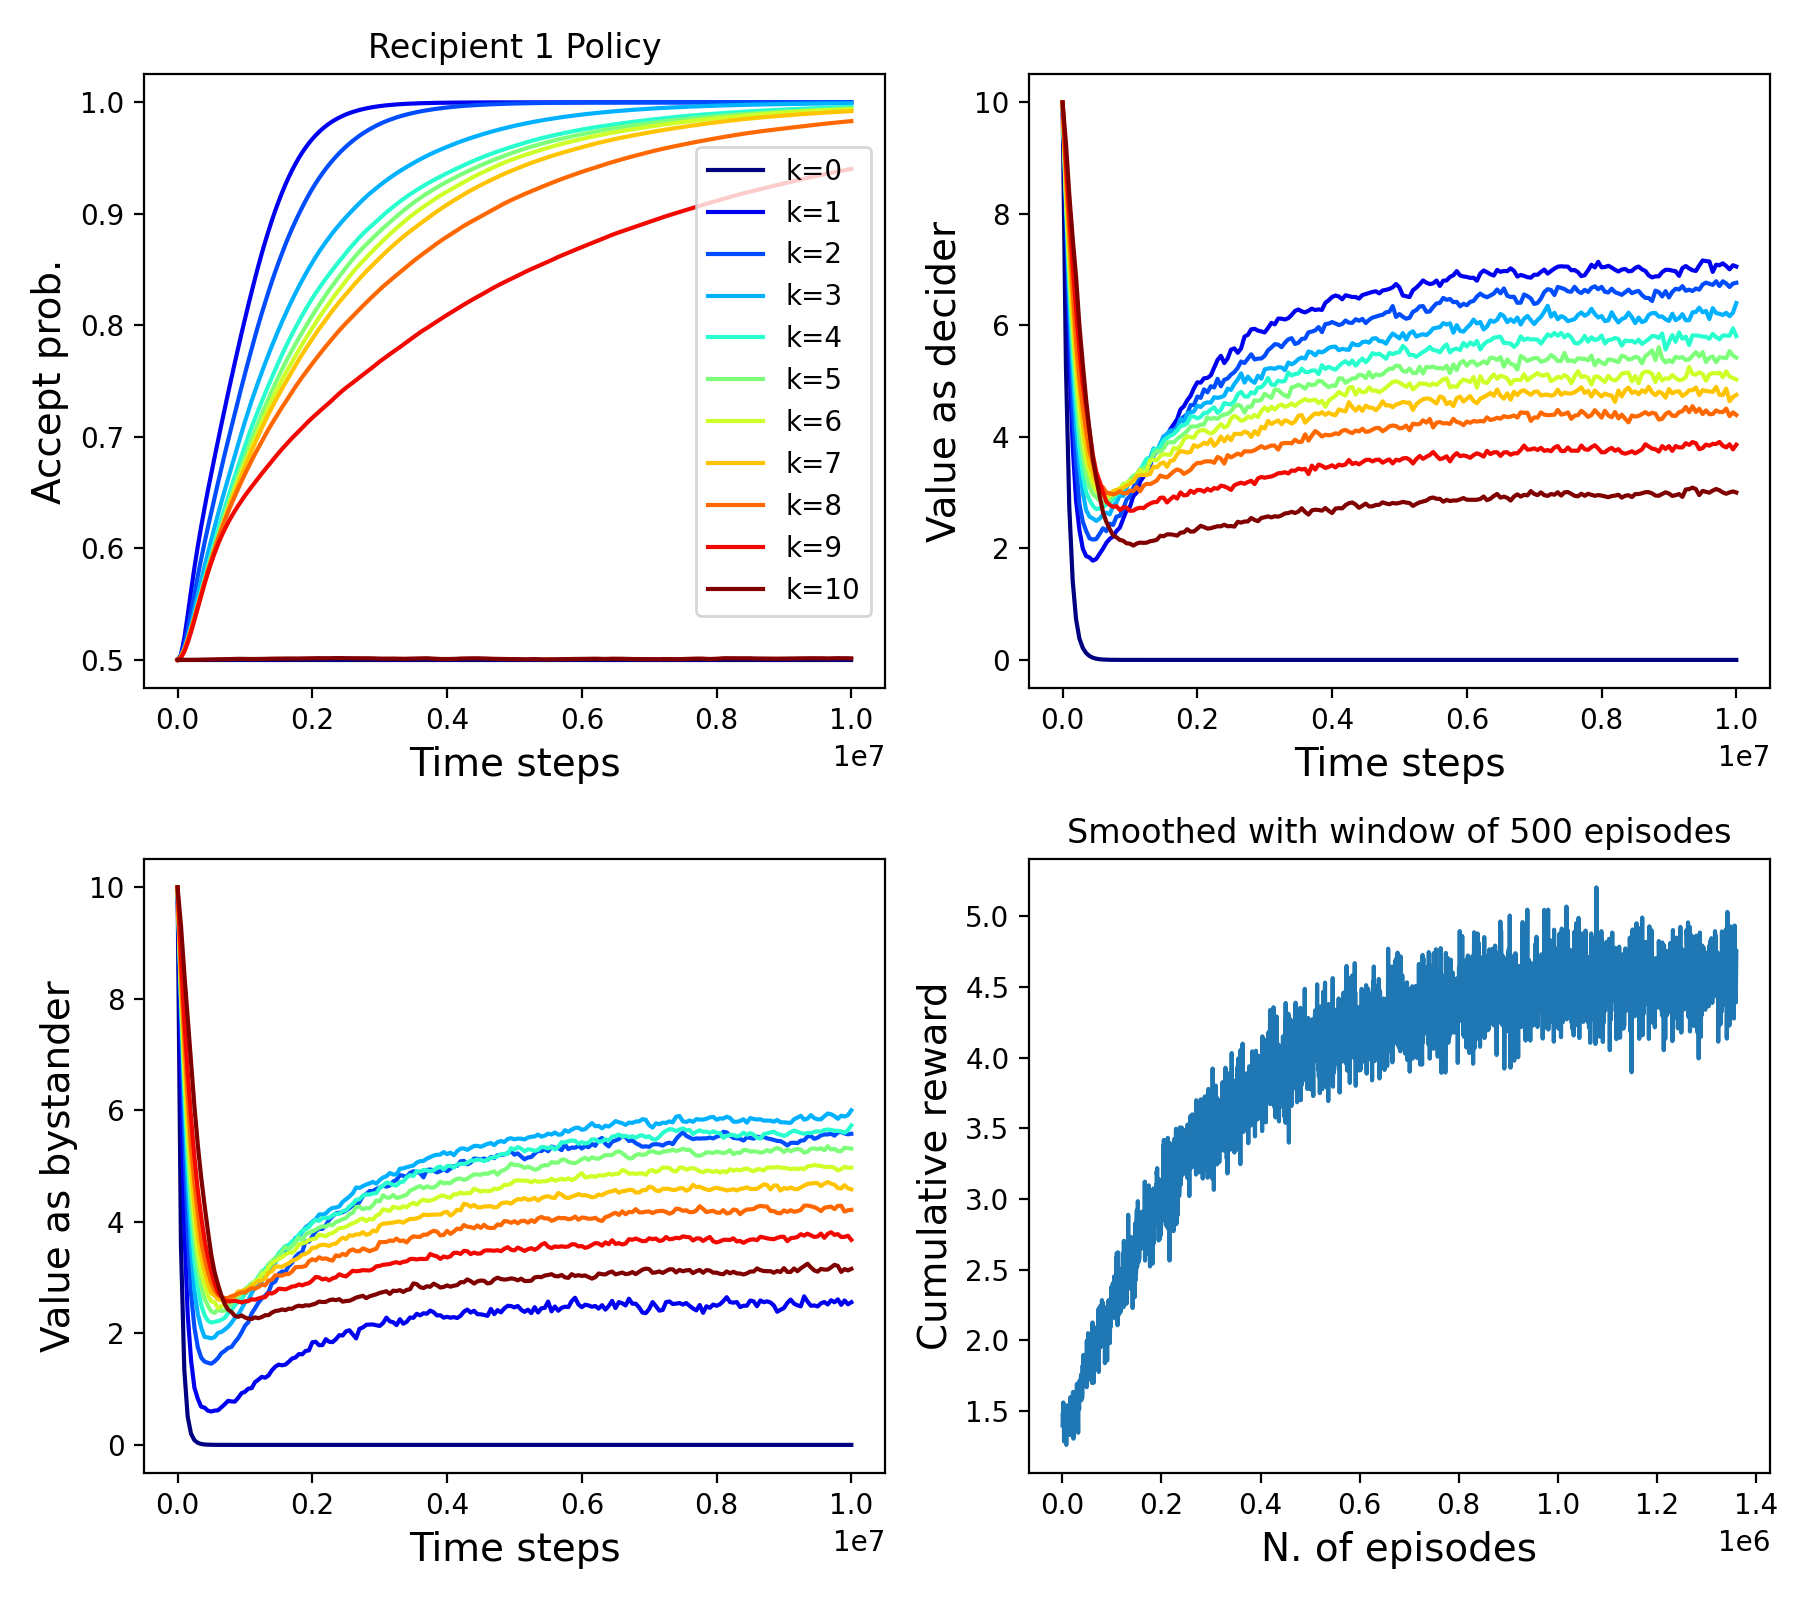 Recipient 1 Policy
1.0
0.9
0.8
0.7
0.6
0.5
Accept prob.
k=0
k=1
k=2
k=3
k=4
k=5
k=6
k=7
k=8
k=9
k=10
0.0 0.2 0.4 0.6 0.8 1.0
1e7
Time steps
10
8
6
4
2
0
Value as decider
0.0 0.2 0.4 0.6 0.8 1.0
1e7
Time steps
10
8
6
4
2
0
Value as bystander
0.0 0.2 0.4 0.6 0.8 1.0
1e7
Time steps
Smoothed with window of 500 episodes
5.0
4.5
4.0
3.5
3.0
2.5
2.0
1.5
Cumulative reward
0.0 0.2 0.4 0.6 0.8 1.0 1.2 1.4
1e6
N. of episodes